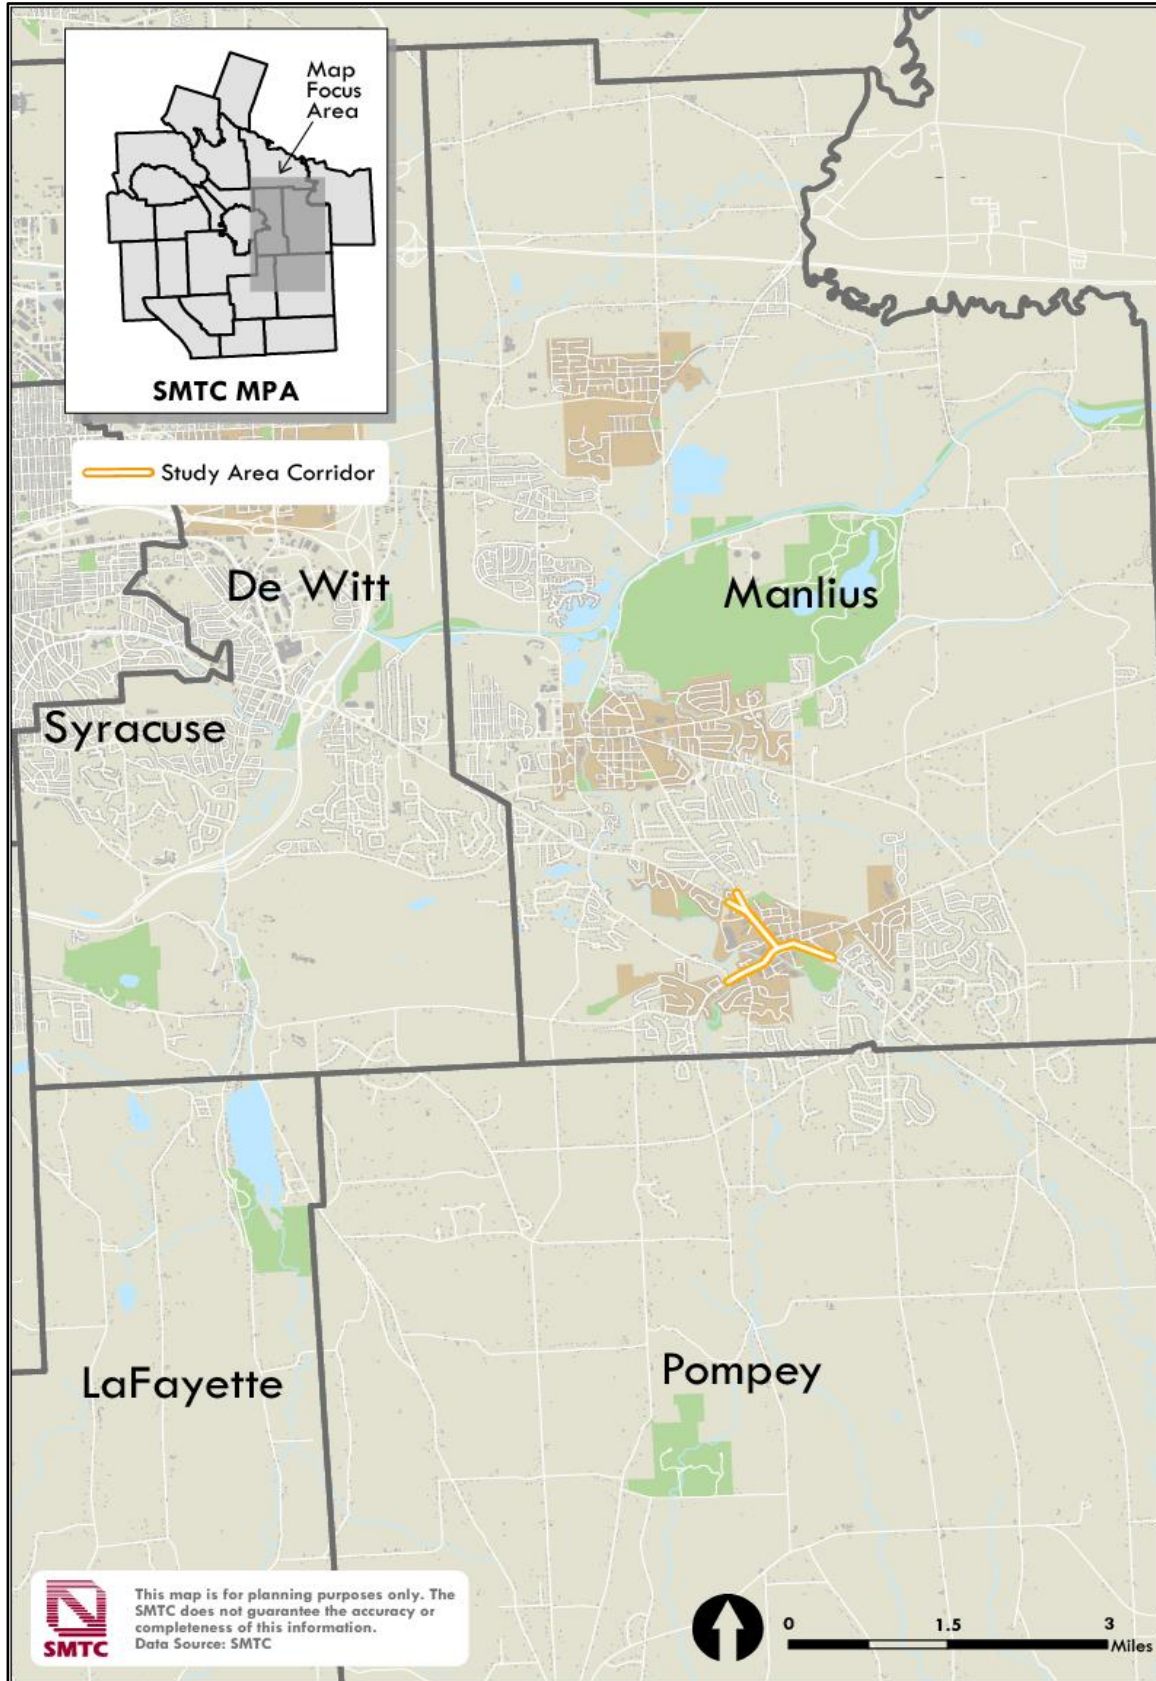 Map
Focus
Area
SMTC MPA
Study Area Corridor
De Witt
Manlius
Syracuse
LaFayette
Pompey
SMTC
This map is for planning purposes only. The
SMTC does not guarantee the accuracy or
completeness of this information.
Data Source: SMTC
0 1.5 3
Miles